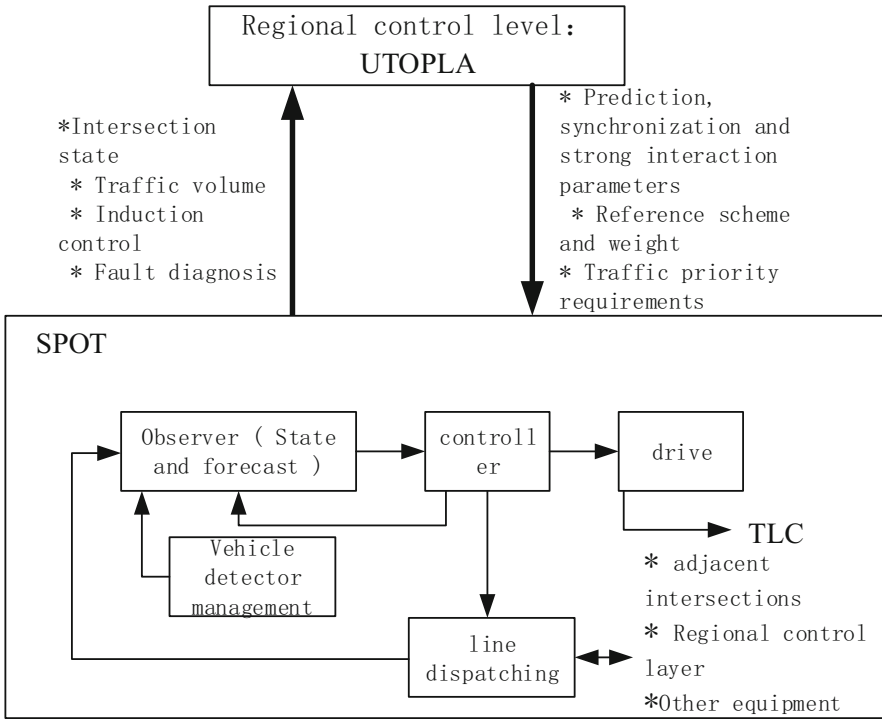 Regional control level:
UTOPLA
*Intersection
state
* Traffic volume
* Induction
control
* Fault diagnosis
* Prediction,
synchronization and
strong interaction
parameters
* Reference scheme
and weight
* Traffic priority
requirements
SPOT
Observer ( State
and forecast )
controll
er
drive
Vehicle
detector
management
TLC
line
dispatching
* adjacent
intersections
* Regional control
layer
*Other equipment